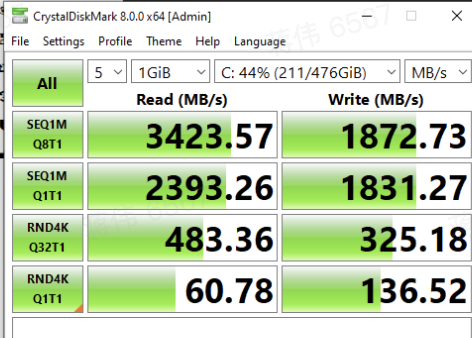 CrystalDiskMark 8.0.0 x64 [Admin]
File Settings Profile Theme Help Language
All 5 1GiB C: 44% (211/476GiB) MB/s
Read (MB/s) Write (MB/s)
SEQ1M
Q8T1
3423.57 1872.73
SEQ1M
Q1T1
2393.26 1831.27
RND4K
Q32T1
483.36 325.18
RND4K
Q1T1
60.78 136.52